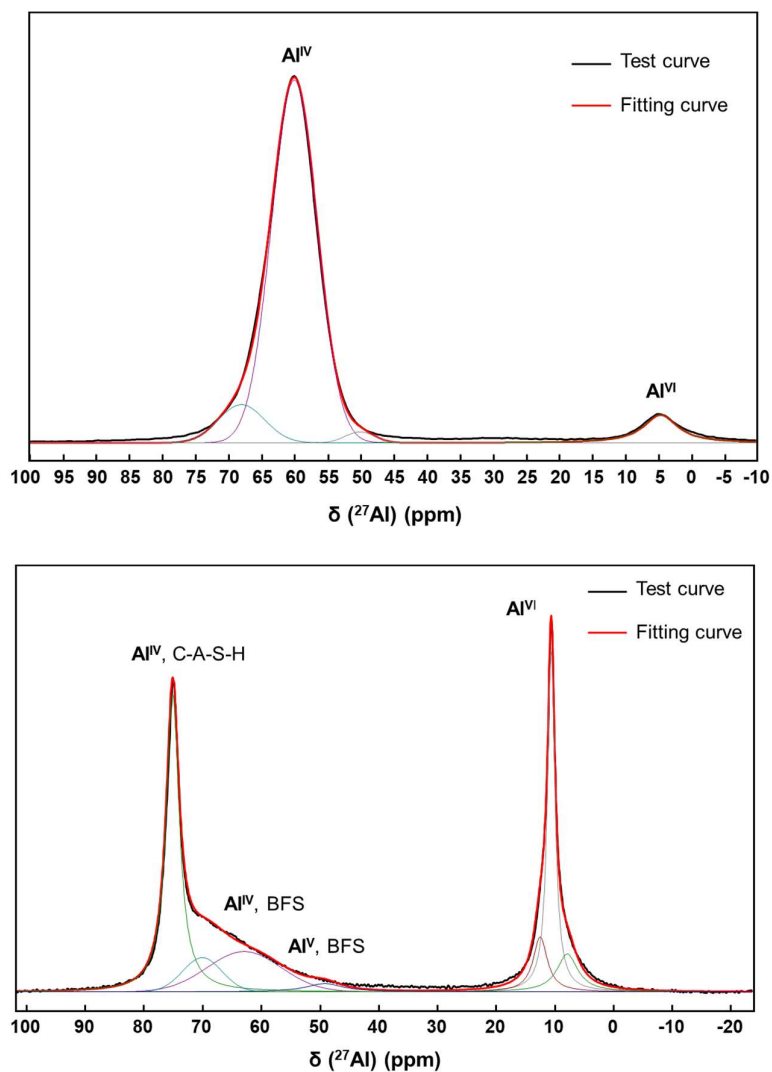 Al^IV
Test curve
Fitting curve
Al^VI
100 95 90 85 80 75 70 65 60 55 50 45 40 35 30 25 20 15 10 5 0 -5 -10
δ (²⁷Al) (ppm)
Al^VI
Test curve
Fitting curve
Al^IV, C-A-S-H
Al^IV, BFS
Al^V, BFS
100 90 80 70 60 50 40 30 20 10 0 -10 -20
δ (²⁷Al) (ppm)